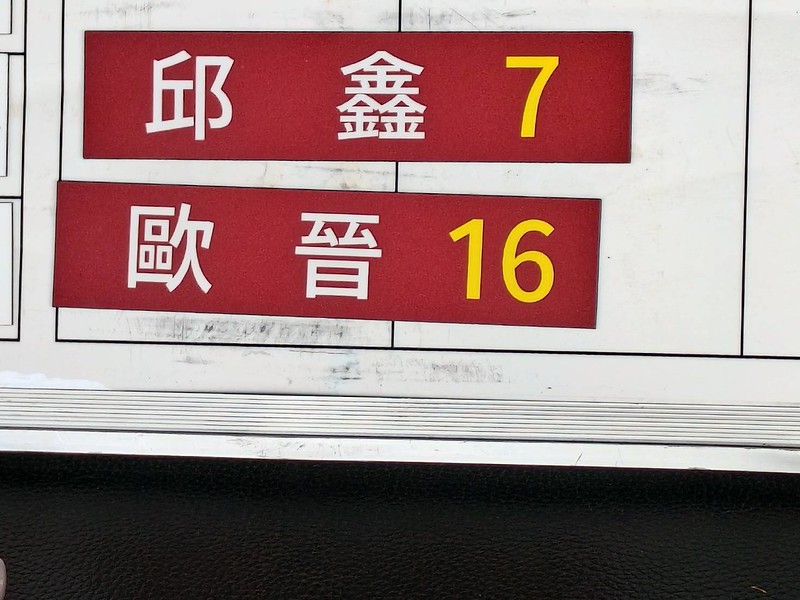 邱 鑫 7
歐 晉 16